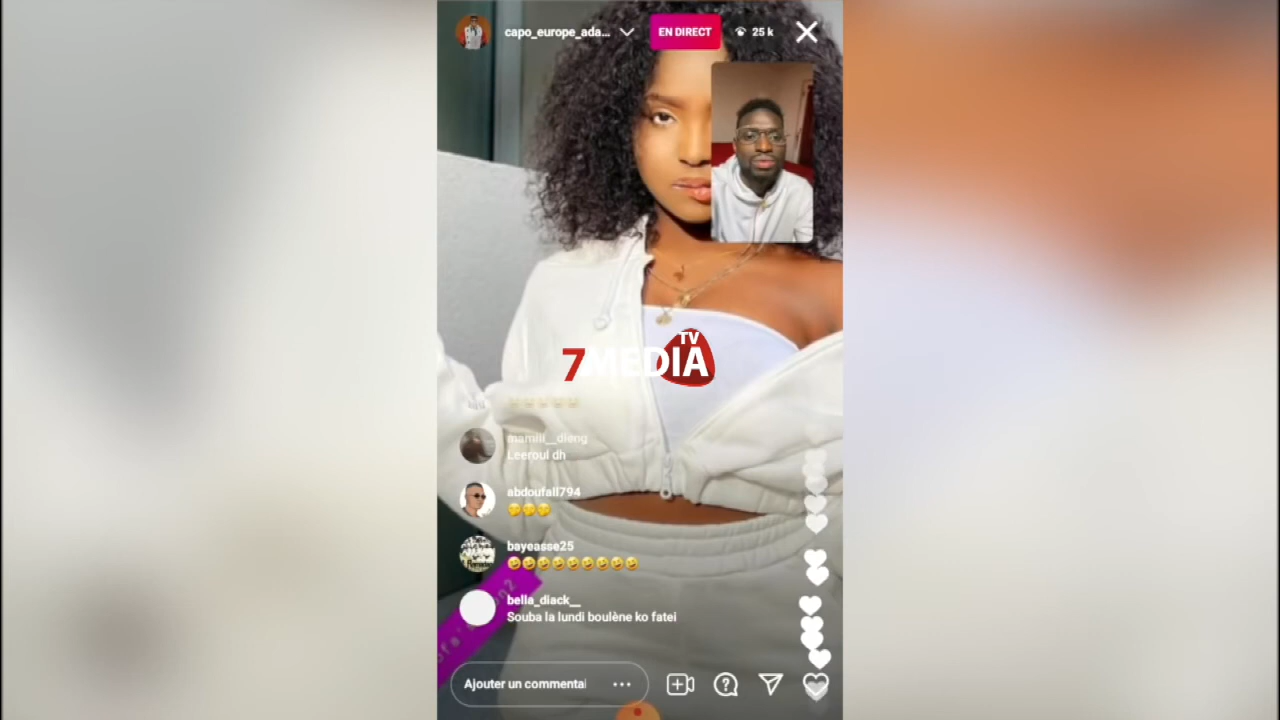 capo_europe_ada...
EN DIRECT
25 k
7MEDIA
TV
mamili__dieng
Leeroul dh
abdoufall794
bayeasse25
bella_diack__
Souba la lundi boulène ko fatei
Ajouter un commentai